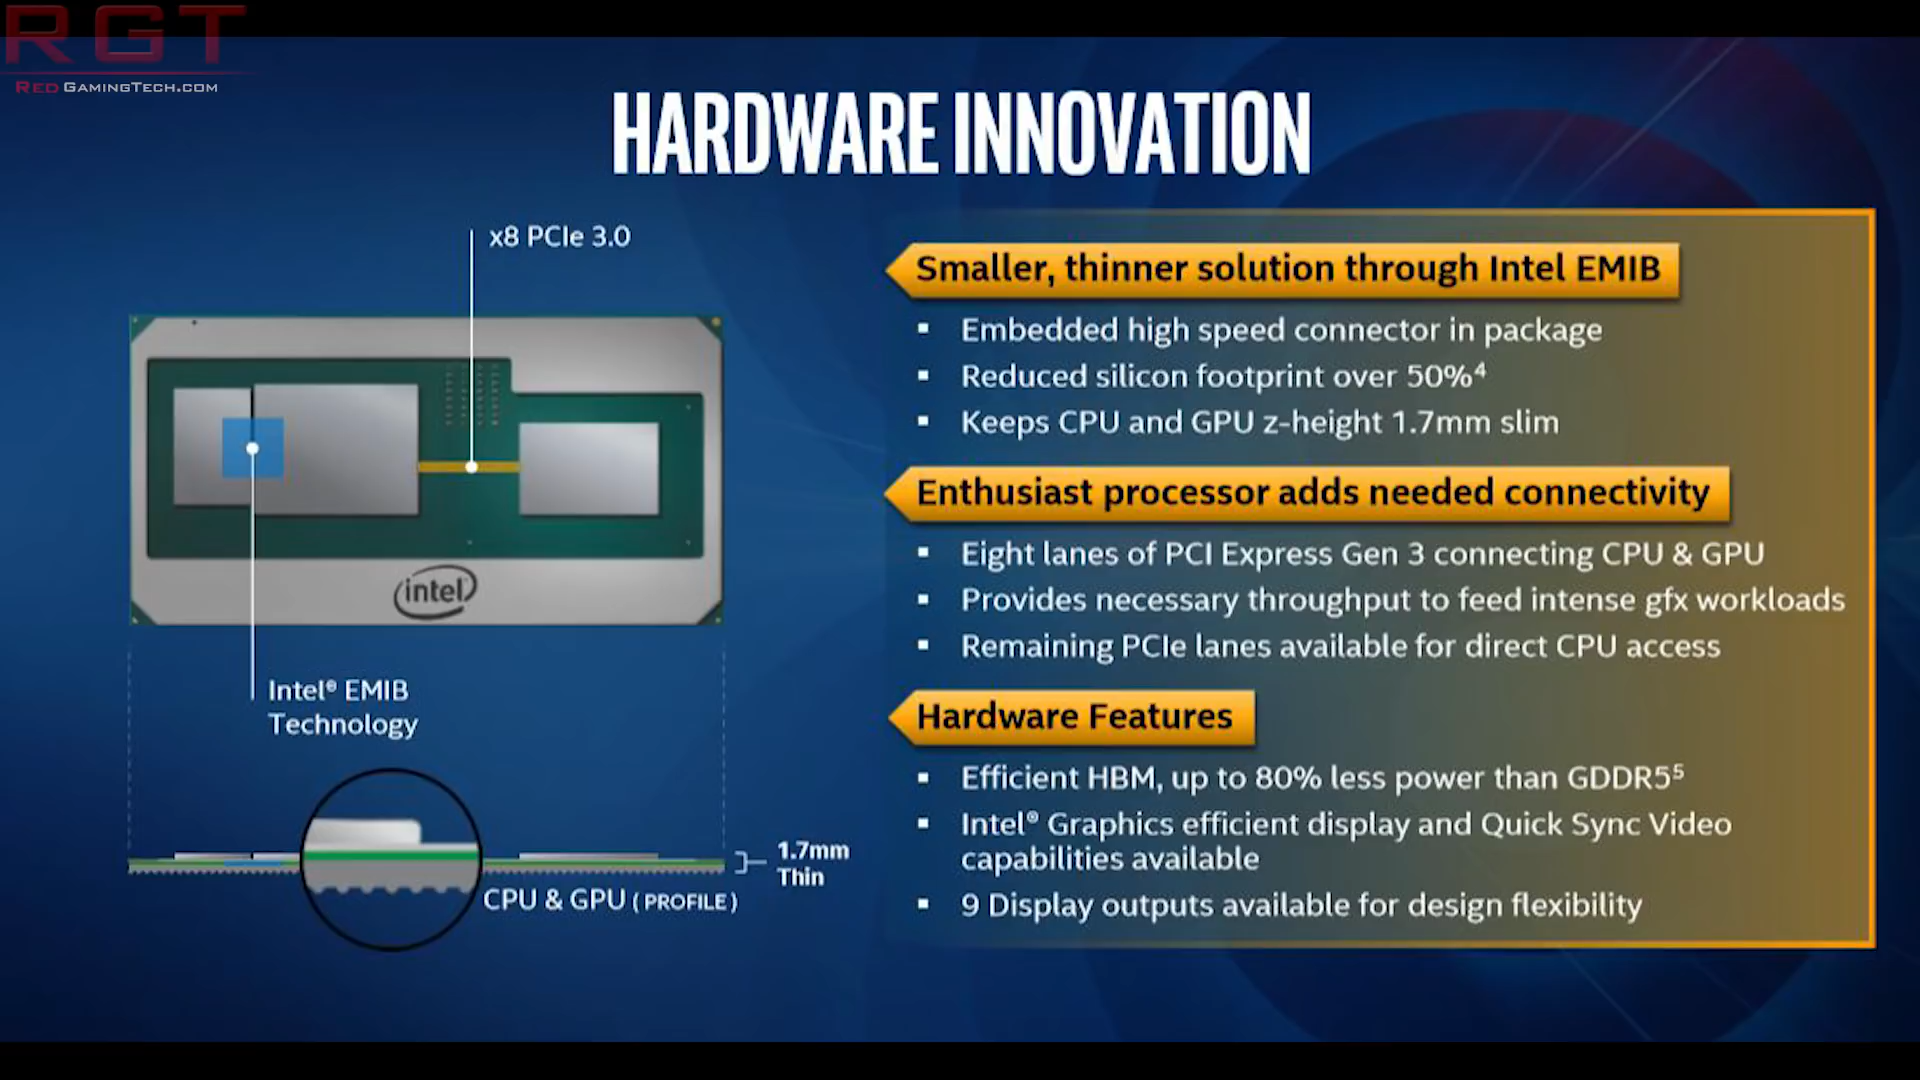 RGT
RedGamingTech.com
HARDWARE INNOVATION
x8 PCIe 3.0
intel
Intel® EMIB
Technology
1.7mm
Thin
CPU & GPU ( PROFILE )
Smaller, thinner solution through Intel EMIB
▪ Embedded high speed connector in package
▪ Reduced silicon footprint over 50%⁴
▪ Keeps CPU and GPU z-height 1.7mm slim
Enthusiast processor adds needed connectivity
▪ Eight lanes of PCI Express Gen 3 connecting CPU & GPU
▪ Provides necessary throughput to feed intense gfx workloads
▪ Remaining PCIe lanes available for direct CPU access
Hardware Features
▪ Efficient HBM, up to 80% less power than GDDR5⁵
▪ Intel® Graphics efficient display and Quick Sync Video
capabilities available
▪ 9 Display outputs available for design flexibility